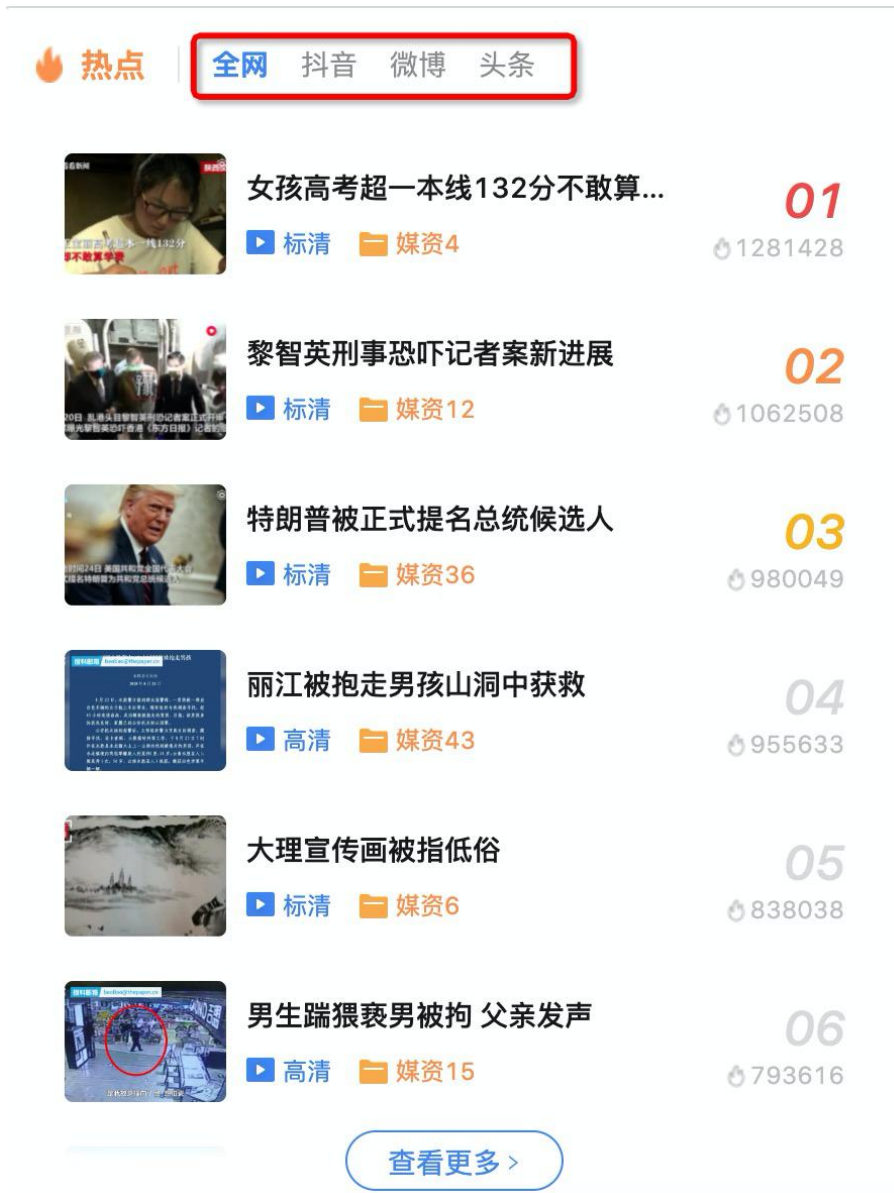 热点 全网 抖音 微博 头条
女孩高考超一本线132分不敢算...
01
标清 媒资4
1281428
黎智英刑事恐吓记者案新进展
02
标清 媒资12
1062508
特朗普被正式提名总统候选人
03
标清 媒资36
980049
丽江被抱走男孩山洞中获救
04
高清 媒资43
955633
大理宣传画被指低俗
05
标清 媒资6
838038
男生踹猥亵男被拘 父亲发声
06
高清 媒资15
793616
查看更多 >